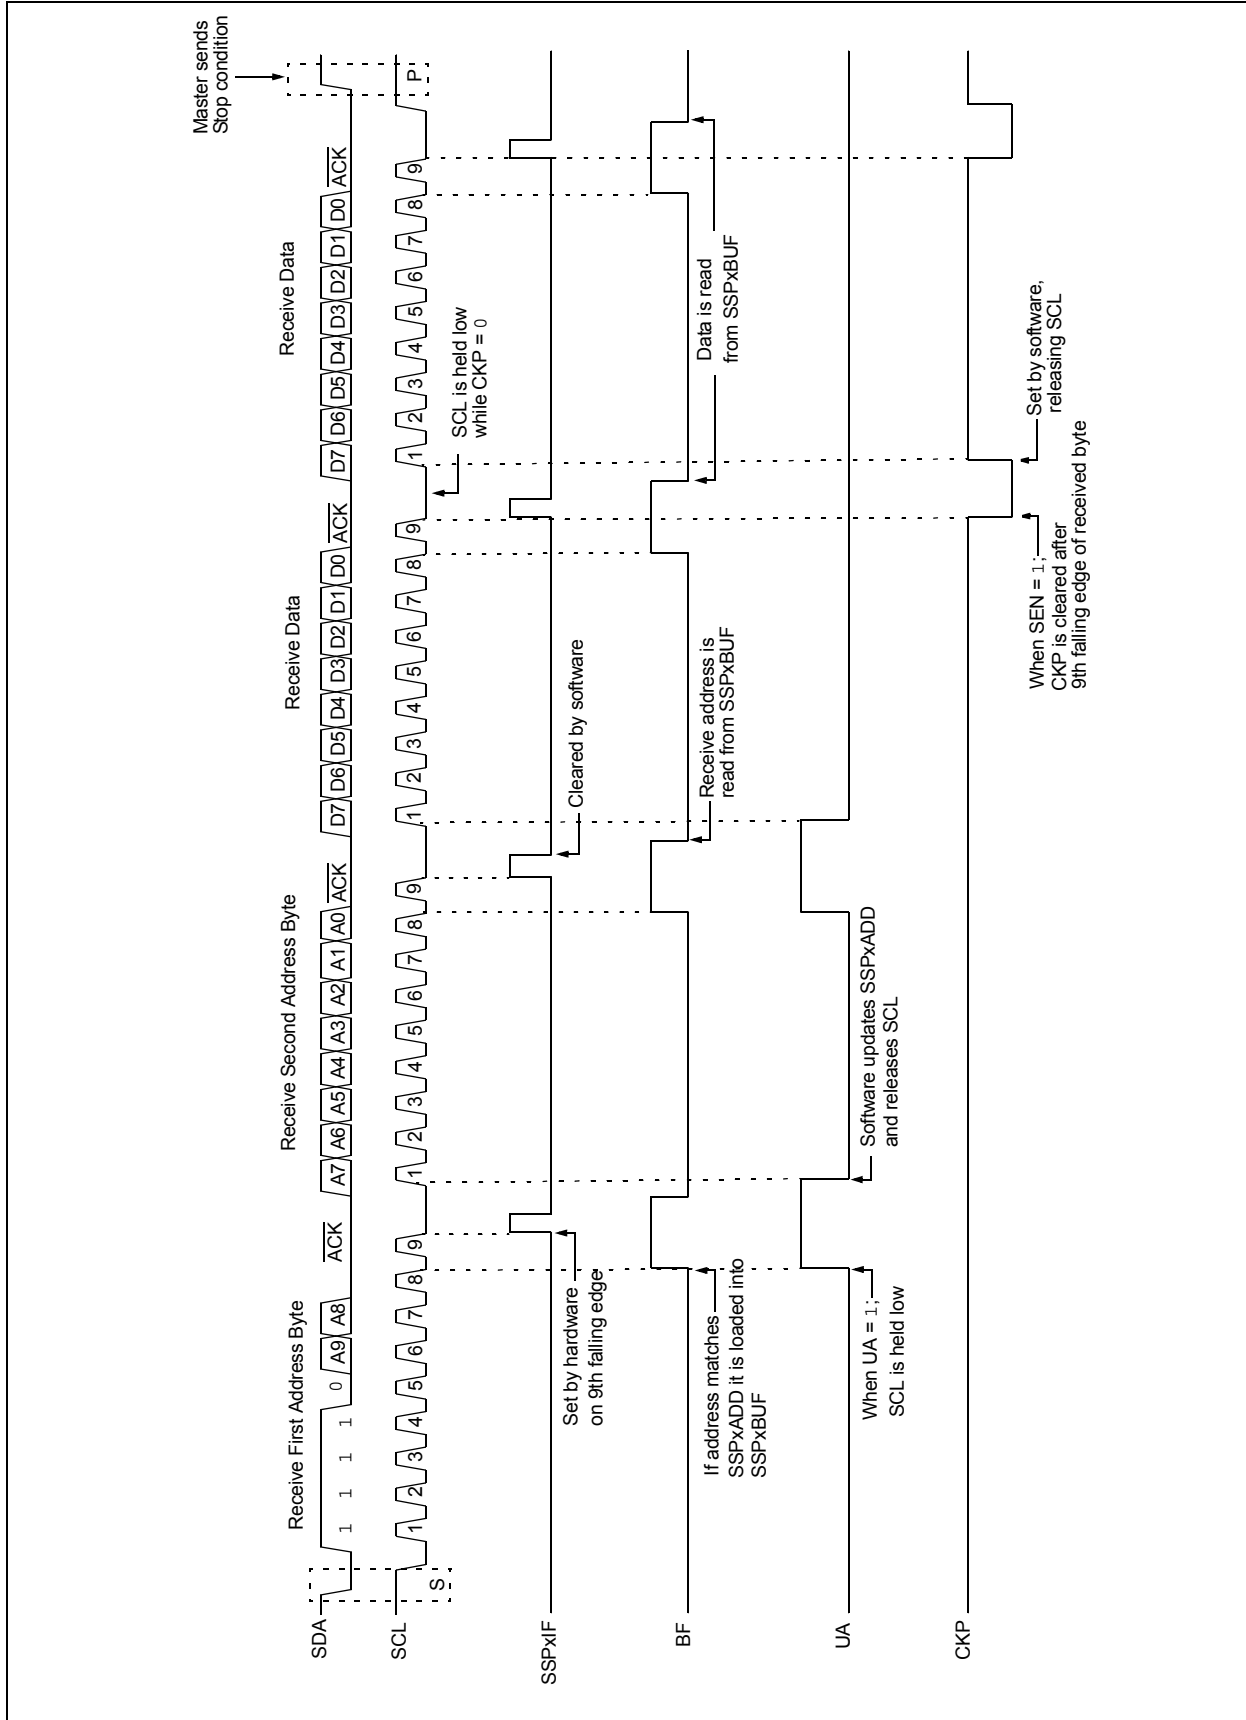 Master sends
Stop condition
Receive First Address Byte
Receive Second Address Byte
Receive Data
Receive Data
SDA
1 1 1 1 0 A9 A8 ACK A7 A6 A5 A4 A3 A2 A1 A0 ACK D7 D6 D5 D4 D3 D2 D1 D0 ACK D7 D6 D5 D4 D3 D2 D1 D0 ACK
SCL
S 1 2 3 4 5 6 7 8 9 1 2 3 4 5 6 7 8 9 1 2 3 4 5 6 7 8 9 1 2 3 4 5 6 7 8 9 P
SCL is held low
while CKP = 0
SSPxIF
Set by hardware
on 9th falling edge
Cleared by software
BF
If address matches
SSPxADD it is loaded into
SSPxBUF
Receive address is
read from SSPxBUF
Data is read
from SSPxBUF
UA
When UA = 1;
SCL is held low
Software updates SSPxADD
and releases SCL
CKP
When SEN = 1;
CKP is cleared after
9th falling edge of received byte
Set by software,
releasing SCL